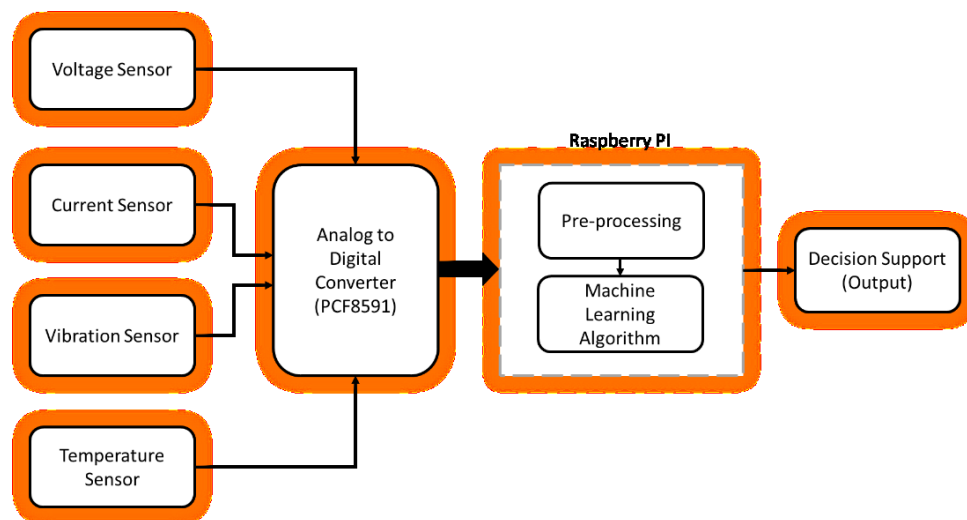 Voltage Sensor
Current Sensor
Vibration Sensor
Temperature
Sensor
Analog to
Digital
Converter
(PCF8591)
Raspberry PI
Pre-processing
Machine
Learning
Algorithm
Decision Support
(Output)